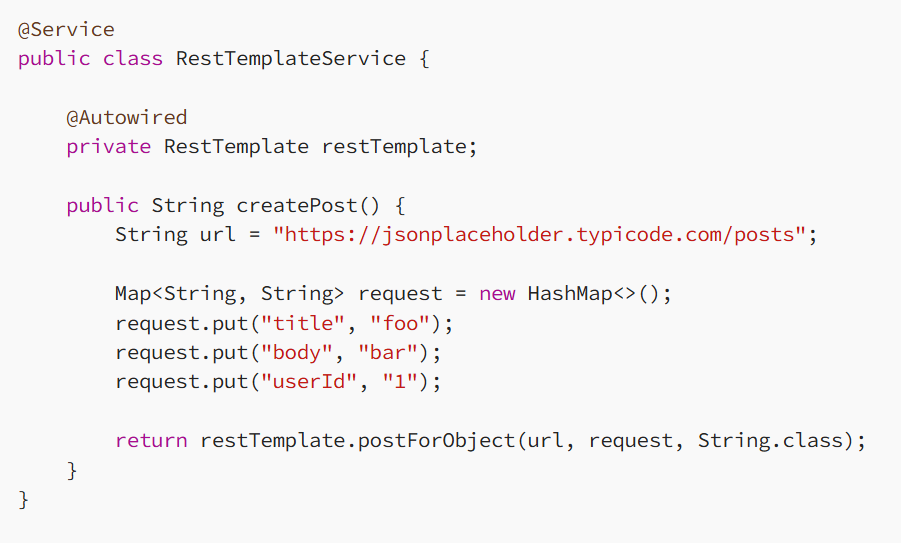 @Service
public class RestTemplateService {
@Autowired
private RestTemplate restTemplate;
public String createPost() {
String url = "https://jsonplaceholder.typicode.com/posts";
Map<String, String> request = new HashMap<>();
request.put("title", "foo");
request.put("body", "bar");
request.put("userId", "1");
return restTemplate.postForObject(url, request, String.class);
}
}